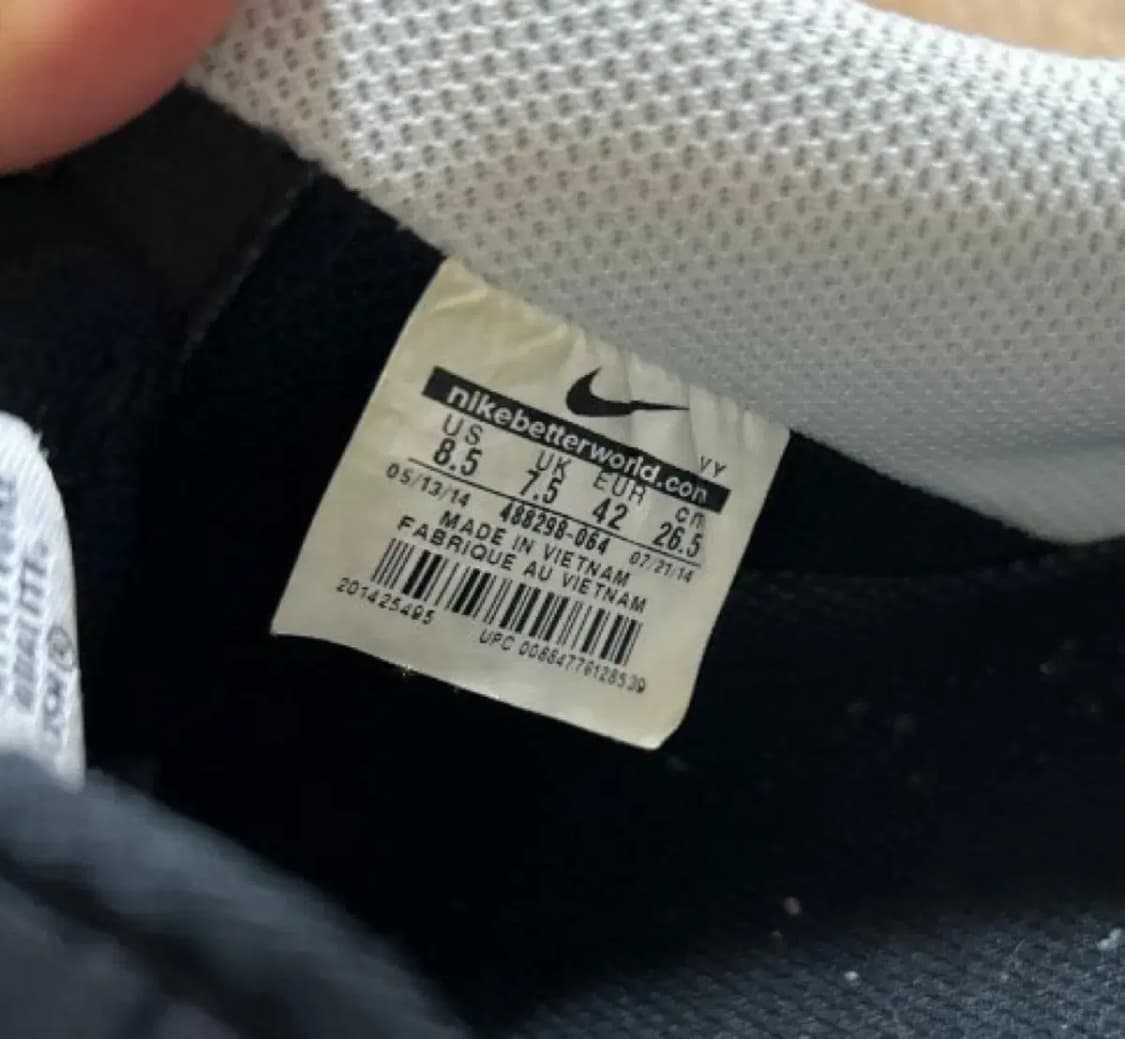 nikebetterworld.com
VY
US UK EUR cm
8.5 7.5 42 26.5
05/13/14 488298-064 07/21/14
MADE IN VIETNAM
FABRIQUE AU VIETNAM
201425495
UPC 00884776128539